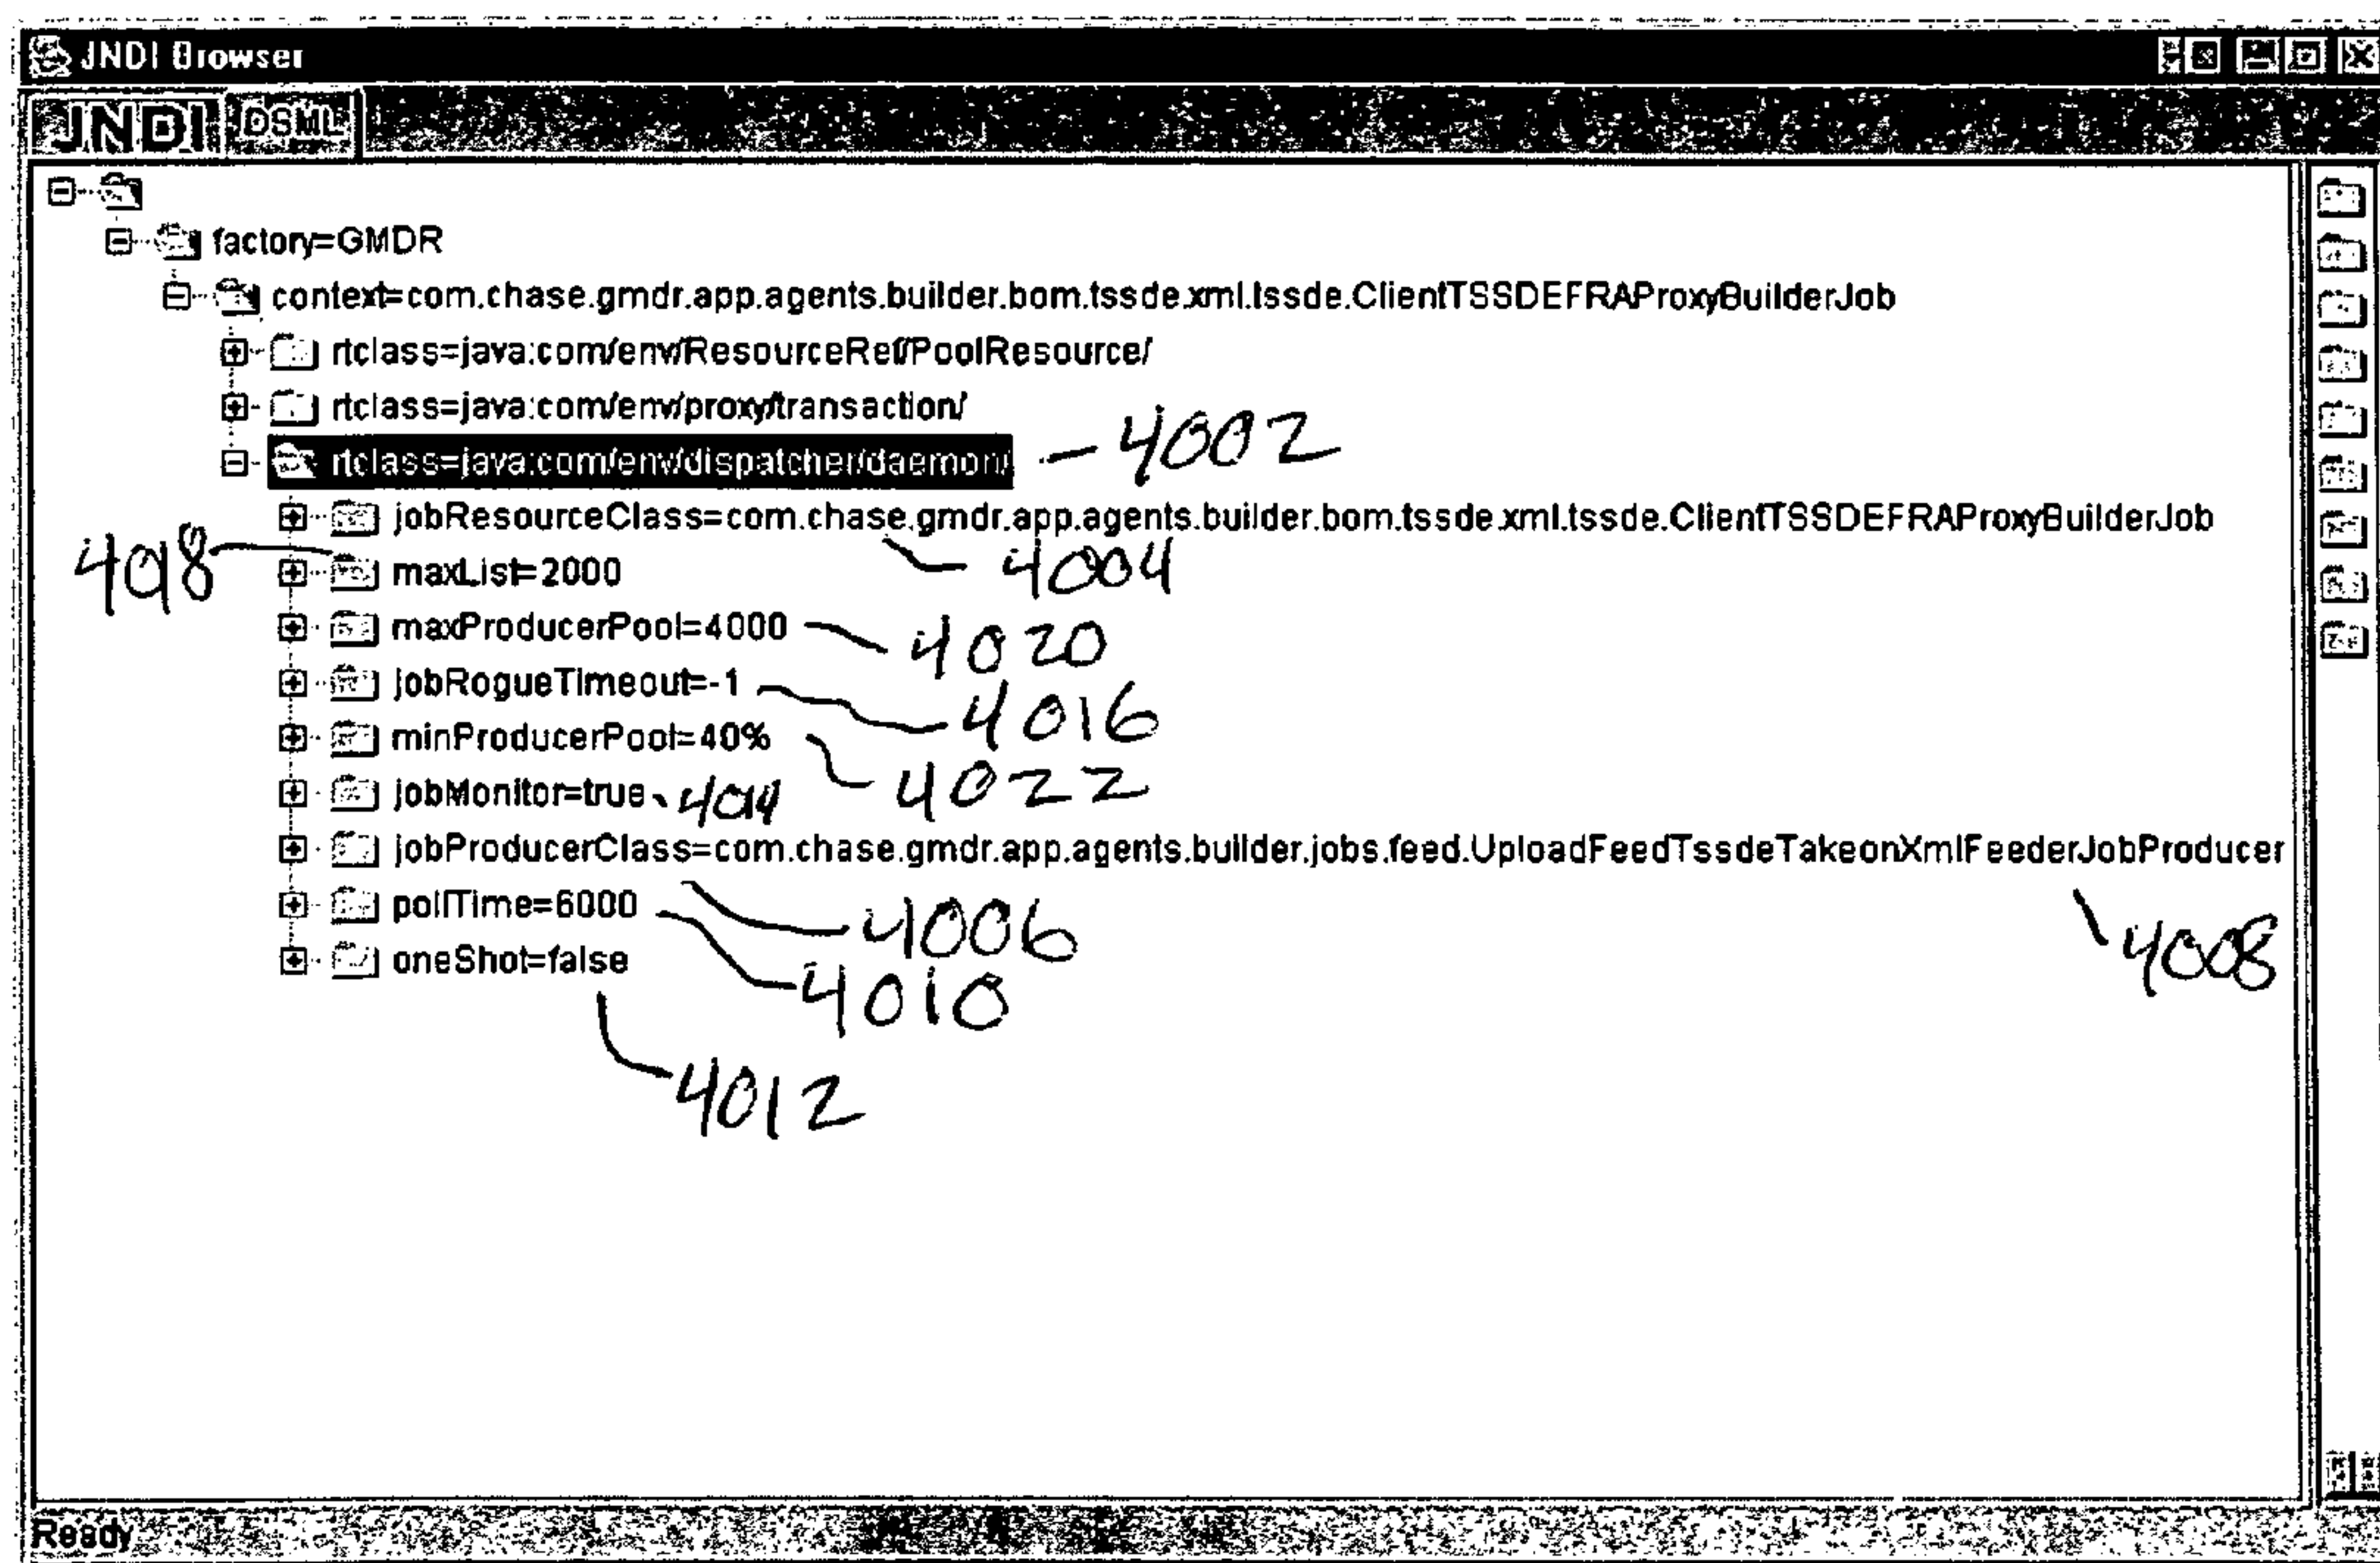 JNDI Browser
JNDI DSML
factory=GMDR
context=com.chase.gmdr.app.agents.builder.bom.tssde.xml.tssde.ClientTSSDEFRAProxyBuilderJob
rtclass=java:com/env/ResourceRef/PoolResource/
rtclass=java:com/env/proxy/transaction/
rtclass=java:com/env/dispatcher/daemon/ 4002
jobResourceClass=com.chase.gmdr.app.agents.builder.bom.tssde.xml.tssde.ClientTSSDEFRAProxyBuilderJob
4018 maxList=2000 4004
maxProducerPool=4000 4020
jobRogueTimeout=-1 4016
minProducerPool=40% 4022
jobMonitor=true 4014
jobProducerClass=com.chase.gmdr.app.agents.builder.jobs.feed.UploadFeedTssdeTakeonXmlFeederJobProducer
pollTime=6000 4006 4008
oneShot=false 4010
4012
Ready